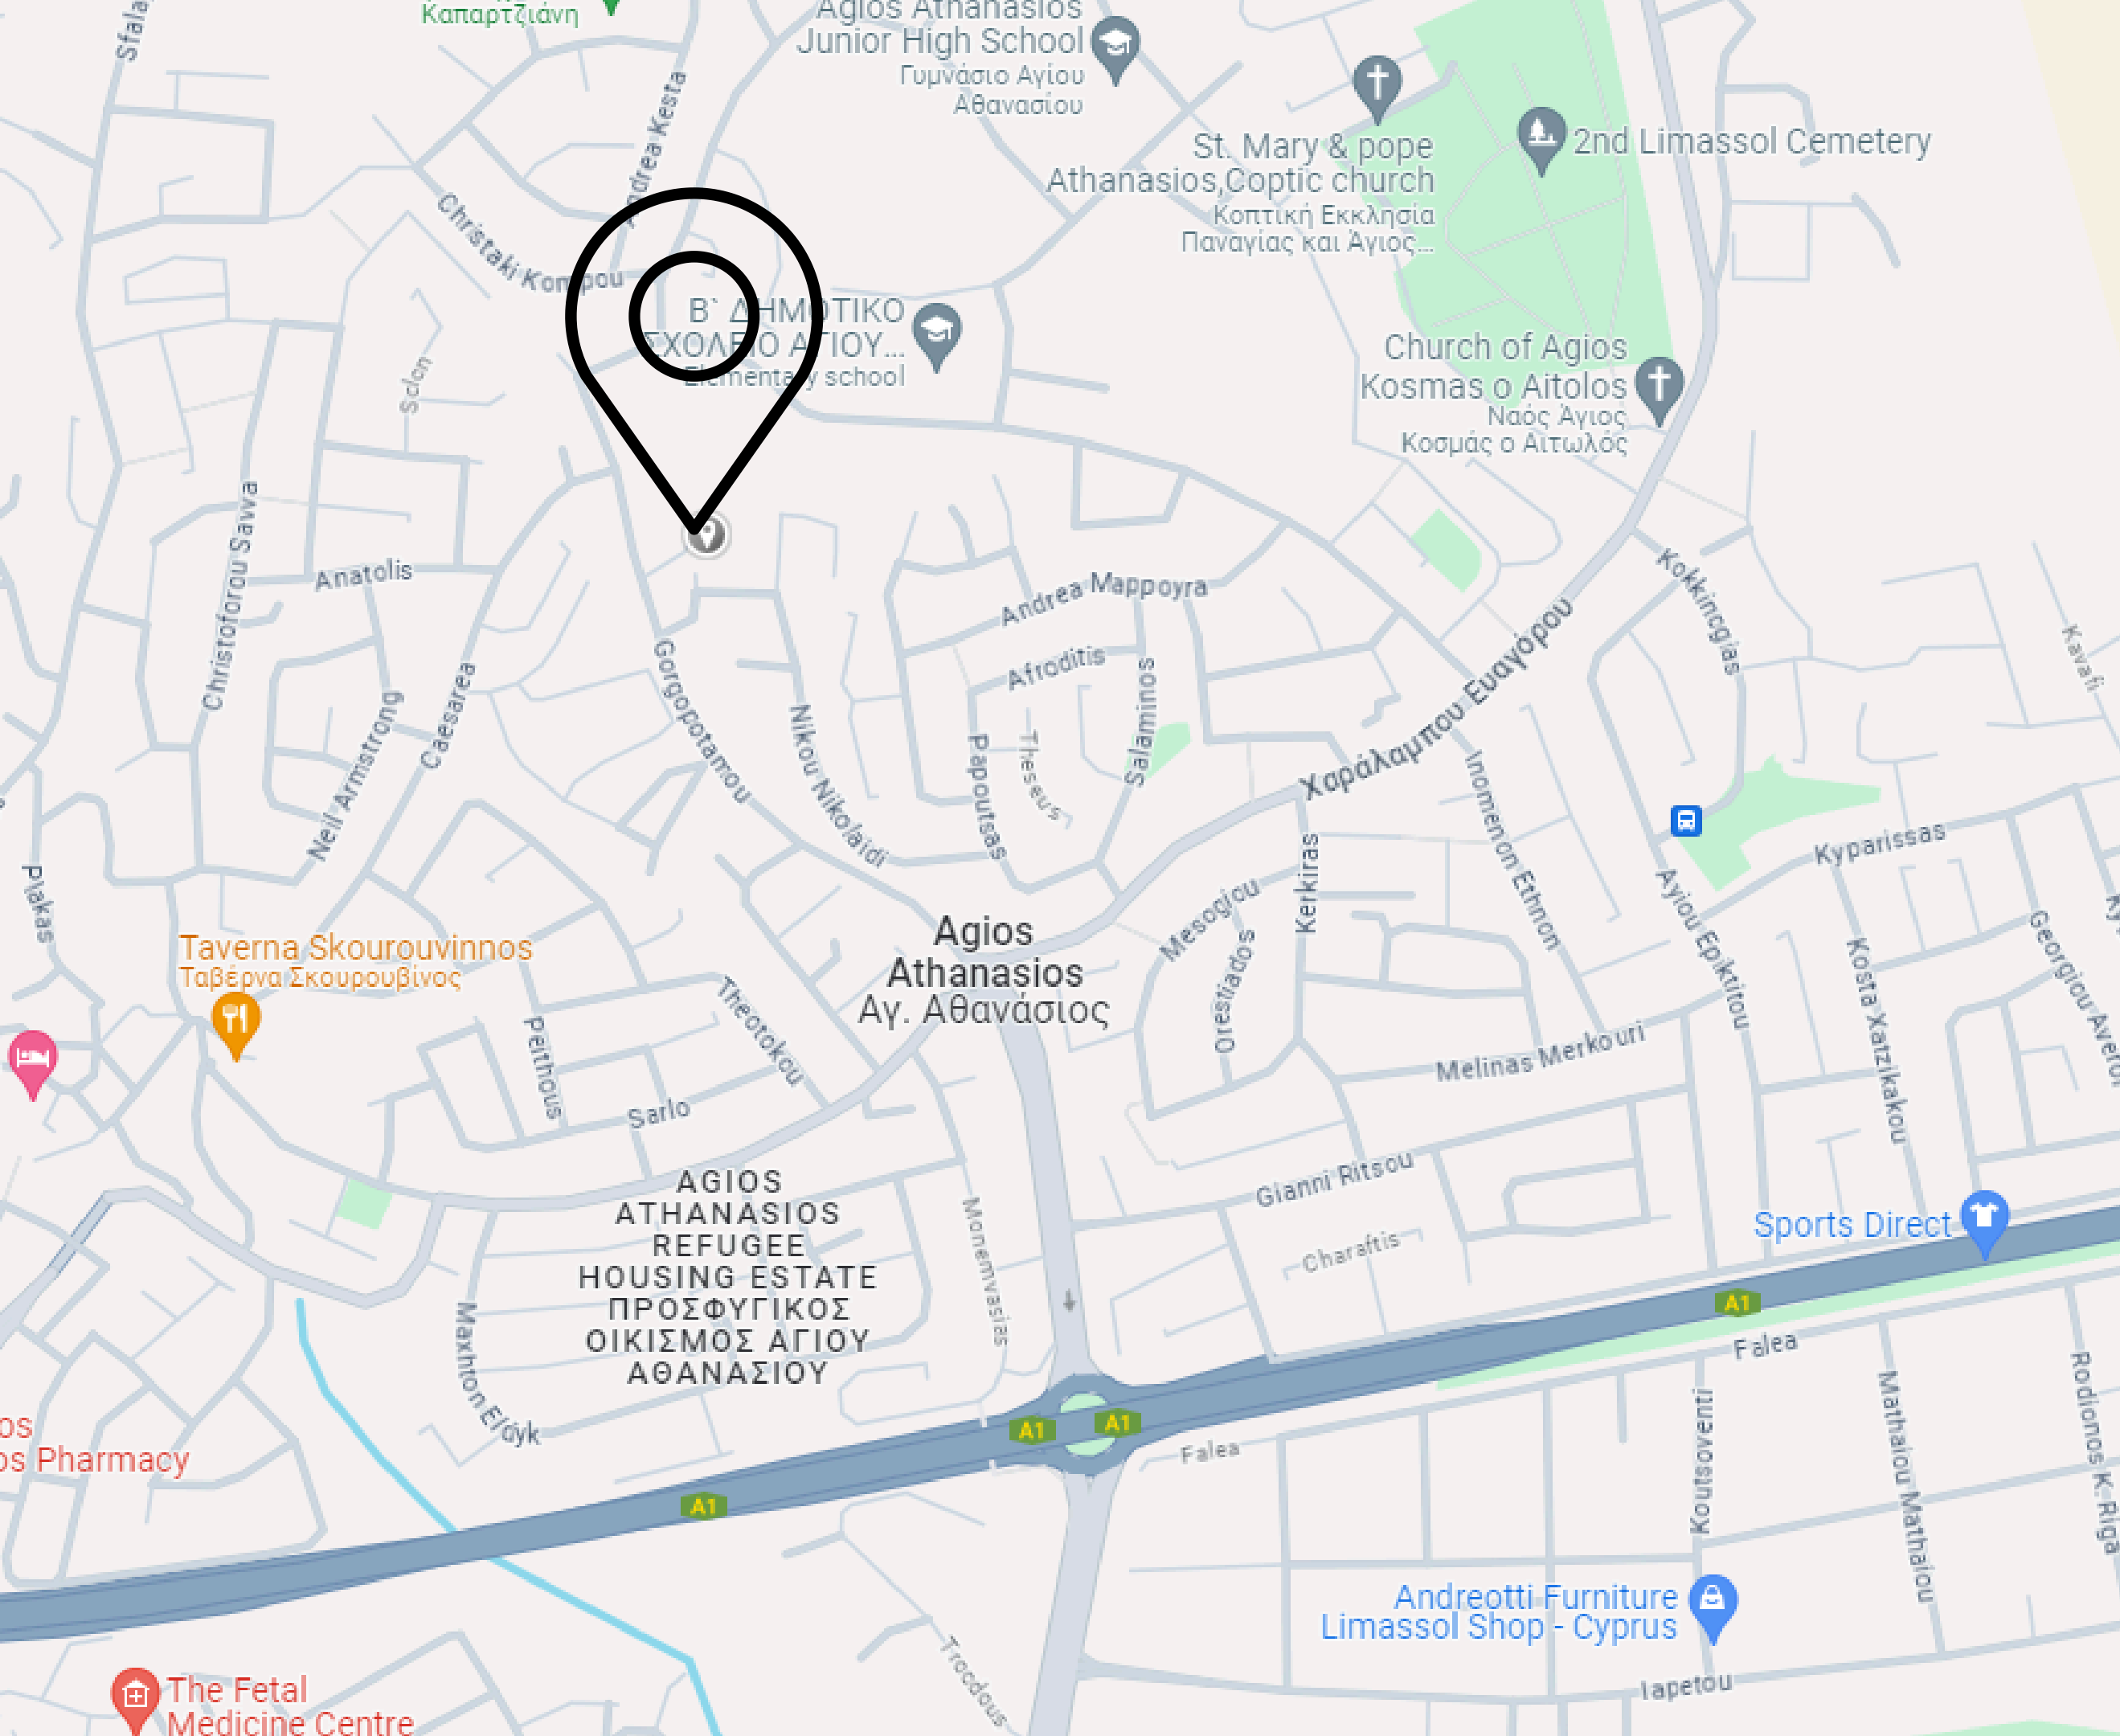 Καπαρτζιάνη
Agios Athanasios
Junior High School
Γυμνάσιο Αγίου
Αθανασίου
Andrea Kesta
St. Mary & pope
Athanasios,Coptic church
Κοπτική Εκκλησία
Παναγίας και Άγιος...
2nd Limassol Cemetery
Christaki Kompou
Β` ΔΗΜΟΤΙΚΟ
ΣΧΟΛΕΙΟ ΑΓΙΟΥ...
Elementary school
Church of Agios
Kosmas o Aitolos
Ναός Άγιος
Κοσμάς ο Αιτωλός
Solon
Christoforou Savva
Anatolis
Andrea Mappoyra
Afroditis
Kokkinogias
Kavafi
Χαράλαμπου Ευαγόρου
Gorgopotamou
Caesarea
Neil Armstrong
Nikou Nikolaidi
Papoutsas
Theseus
Salaminos
Inomenon Ethnon
Kerkiras
Kyparissas
Plakas
Mesogiou
Orestiados
Ayiou Epiktitou
Kosta Xatzikakou
Taverna Skourouvinnos
Ταβέρνα Σκουρουβίνος
Agios
Athanasios
Αγ. Αθανάσιος
Theotokou
Peithous
Sarlo
Melinas Merkouri
Gianni Ritsou
Charaftis
AGIOS
ATHANASIOS
REFUGEE
HOUSING ESTATE
ΠΡΟΣΦΥΓΙΚΟΣ
ΟΙΚΙΣΜΟΣ ΑΓΙΟΥ
ΑΘΑΝΑΣΙΟΥ
Monemvasias
Sports Direct
A1
Falea
A1
A1
Falea
A1
Koutsoventi
Mathaiou Mathaiou
Rodionos K. Riga
os Pharmacy
Andreotti Furniture
Limassol Shop - Cyprus
Iapetou
Troodous
The Fetal
Medicine Centre